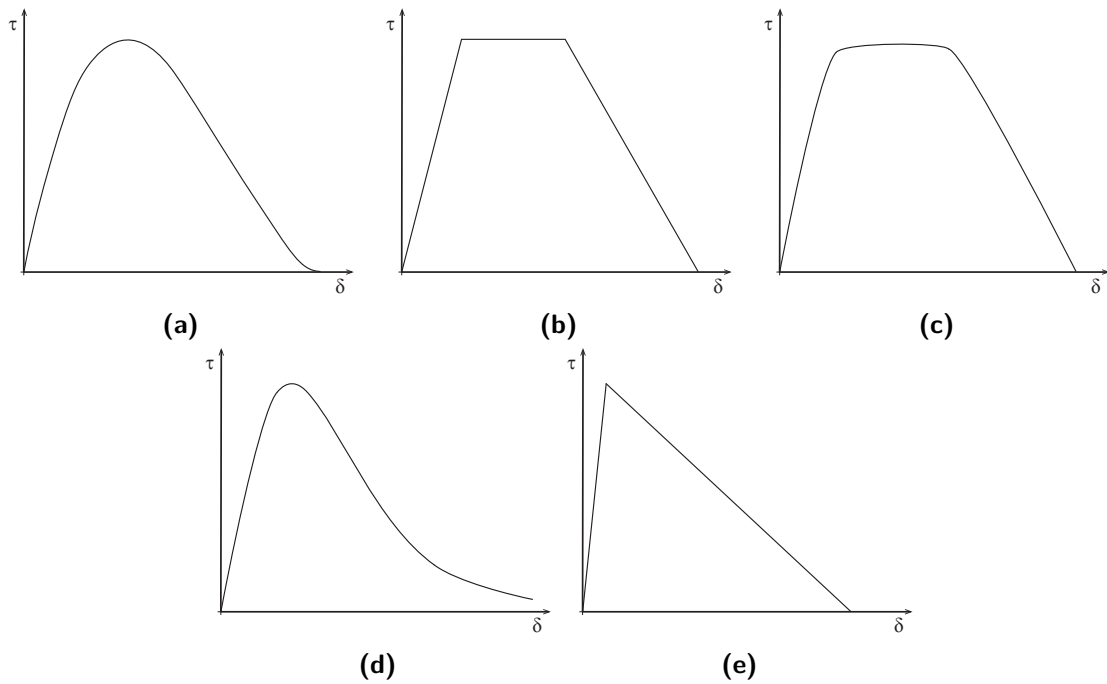 τ τ τ
δ δ δ
(a) (b) (c)
τ τ
δ δ
(d) (e)